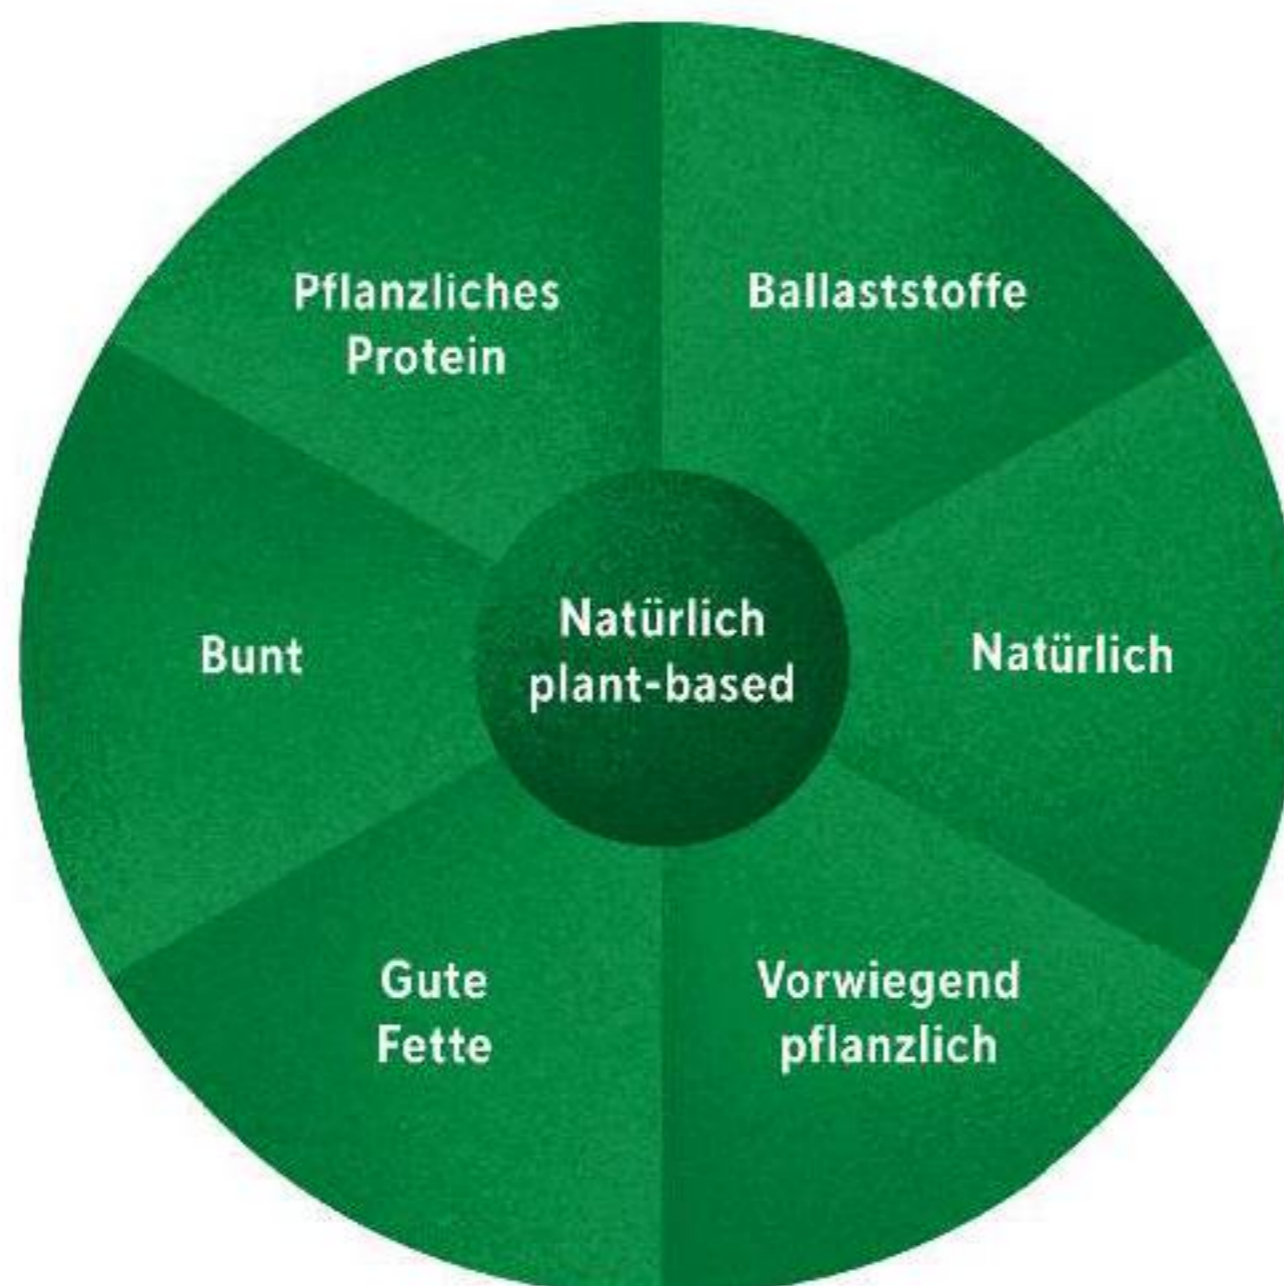 Pflanzliches
Protein
Ballaststoffe
Bunt
Natürlich
plant-based
Natürlich
Gute
Fette
Vorwiegend
pflanzlich